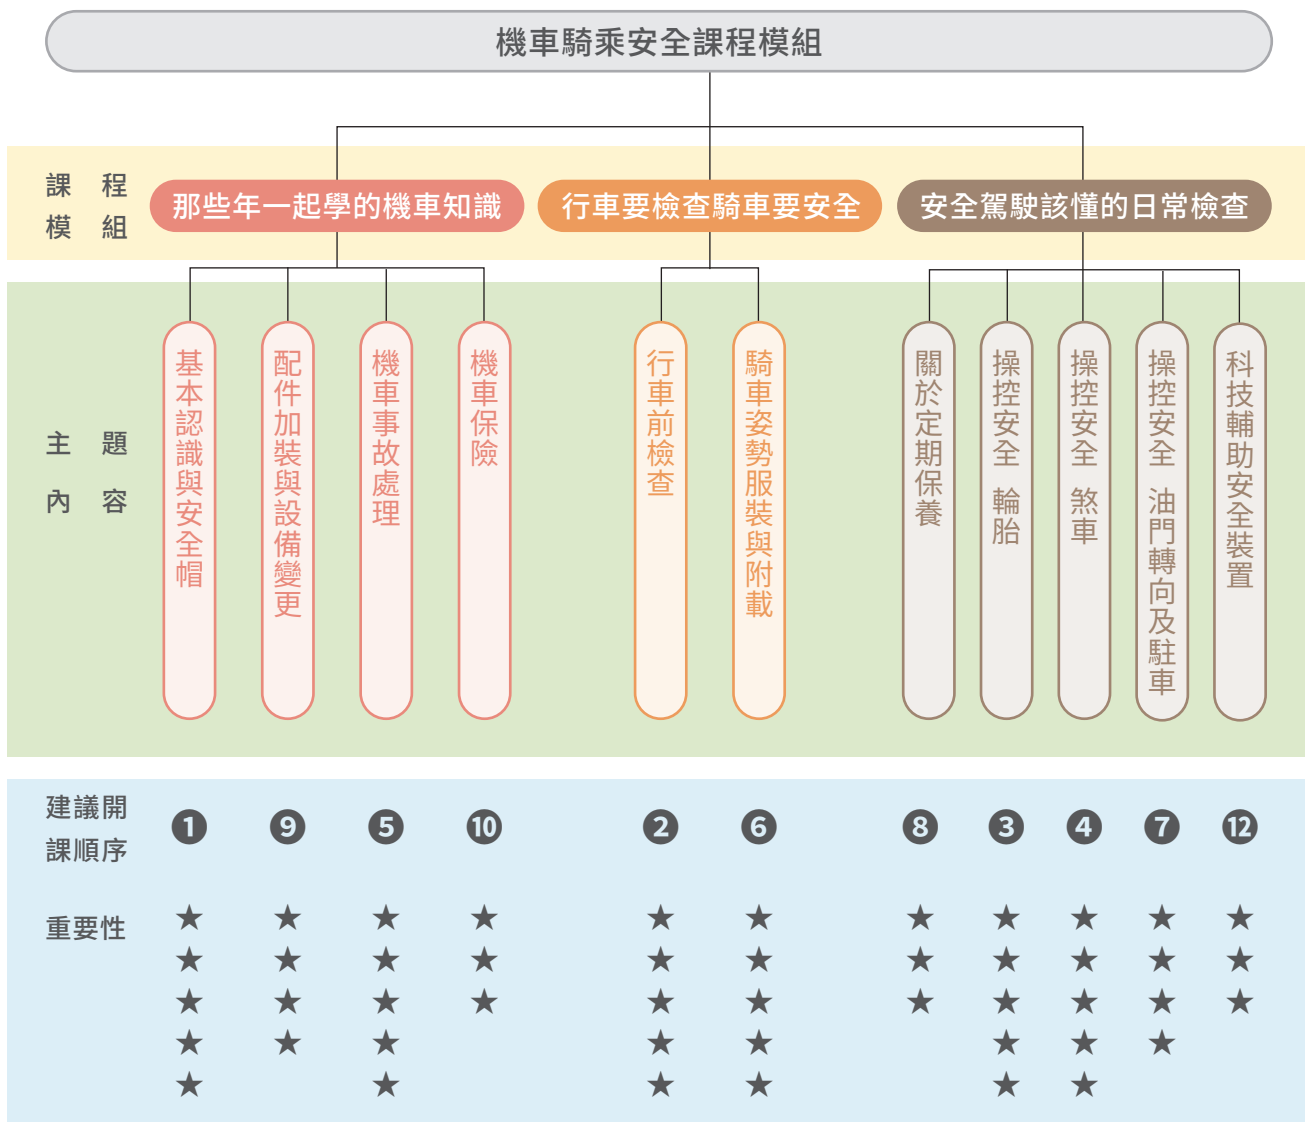 機車騎乘安全課程模組
課程
模組
那些年一起學的機車知識
行車要檢查騎車要安全
安全駕駛該懂的日常檢查
主題
內容
基本認識與安全帽
配件加裝與設備變更
機車事故處理
機車保險
行車前檢查
騎車姿勢服裝與附載
關於定期保養
操控安全 輪胎
操控安全 煞車
操控安全 油門轉向及駐車
科技輔助安全裝置
建議開
課順序
1 9 5 10 2 6 8 3 4 7 12
重要性
★ ★ ★ ★ ★ ★ ★ ★ ★ ★ ★
★ ★ ★ ★ ★ ★ ★ ★ ★ ★ ★
★ ★ ★ ★ ★ ★ ★ ★ ★ ★ ★
★ ★ ★ ★ ★ ★ ★ ★
★ ★ ★ ★ ★ ★